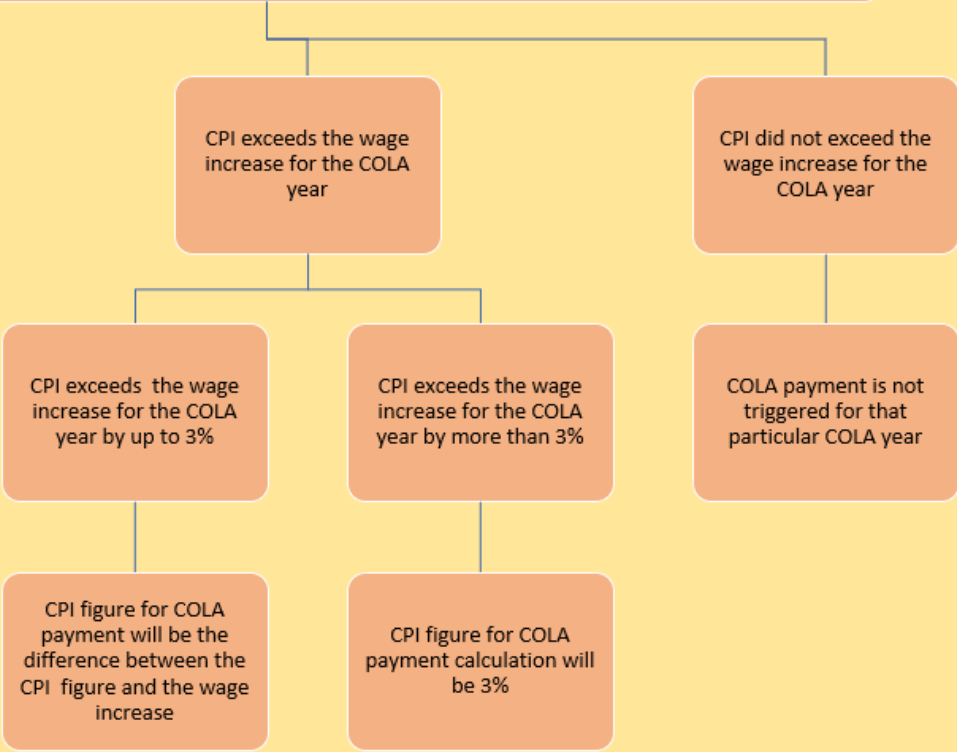 CPI exceeds the wage
increase for the COLA
year
CPI did not exceed the
wage increase for the
COLA year
CPI exceeds the wage
increase for the COLA
year by up to 3%
CPI exceeds the wage
increase for the COLA
year by more than 3%
COLA payment is not
triggered for that
particular COLA year
CPI figure for COLA
payment will be the
difference between the
CPI figure and the wage
increase
CPI figure for COLA
payment calculation will
be 3%